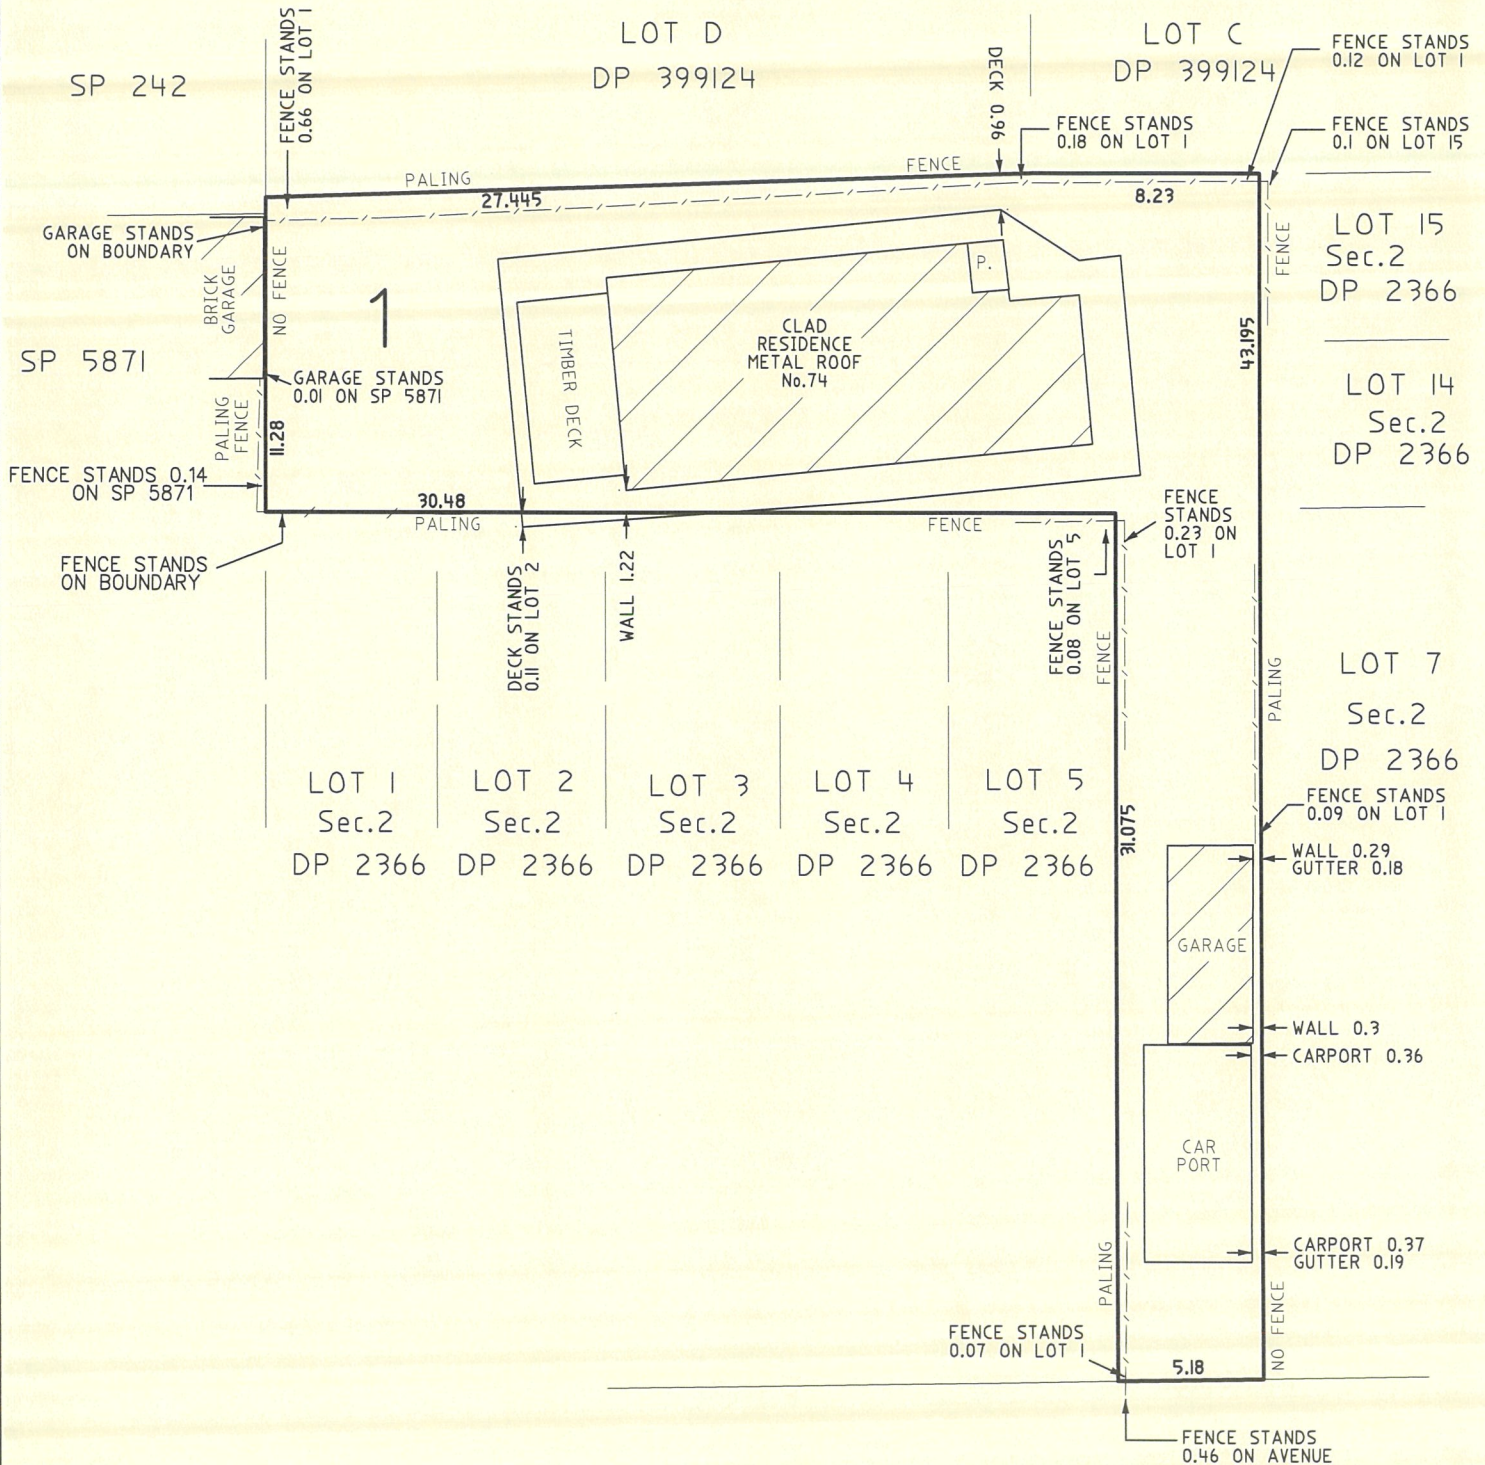 SP 242
FENCE STANDS
0.66 ON LOT 1
LOT D
DP 399124
DECK 0.96
LOT C
DP 399124
FENCE STANDS
0.12 ON LOT 1
FENCE STANDS
0.18 ON LOT 1
FENCE STANDS
0.1 ON LOT 15
PALING
27.445
FENCE
8.23
GARAGE STANDS
ON BOUNDARY
BRICK
GARAGE
NO FENCE
1
P.
FENCE
LOT 15
Sec.2
DP 2366
SP 5871
GARAGE STANDS
0.01 ON SP 5871
TIMBER DECK
CLAD
RESIDENCE
METAL ROOF
No.74
43.195
LOT 14
Sec.2
DP 2366
PALING
FENCE
11.28
FENCE STANDS 0.14
ON SP 5871
30.48
PALING
FENCE
FENCE STANDS
ON BOUNDARY
DECK STANDS
0.11 ON LOT 2
WALL 1.22
FENCE STANDS
0.08 ON LOT 5
FENCE
STANDS
0.23 ON
LOT 1
FENCE
PALING
LOT 7
Sec.2
DP 2366
LOT 1
Sec.2
DP 2366
LOT 2
Sec.2
DP 2366
LOT 3
Sec.2
DP 2366
LOT 4
Sec.2
DP 2366
LOT 5
Sec.2
DP 2366
31.075
FENCE STANDS
0.09 ON LOT 1
WALL 0.29
GUTTER 0.18
GARAGE
WALL 0.3
CARPORT 0.36
CAR
PORT
PALING
CARPORT 0.37
GUTTER 0.19
NO FENCE
FENCE STANDS
0.07 ON LOT 1
5.18
FENCE STANDS
0.46 ON AVENUE